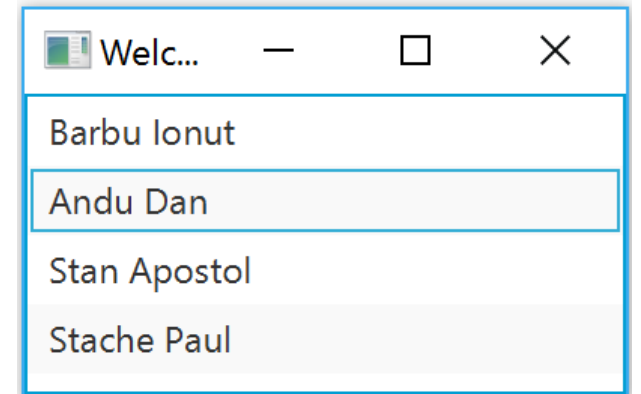 Welc...
Barbu Ionut
Andu Dan
Stan Apostol
Stache Paul